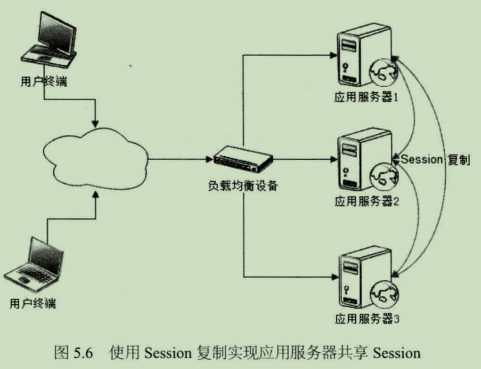 用户终端
应用服务器1
Session 复制
负载均衡设备
应用服务器2
用户终端
应用服务器3
图 5.6 使用 Session 复制实现应用服务器共享 Session